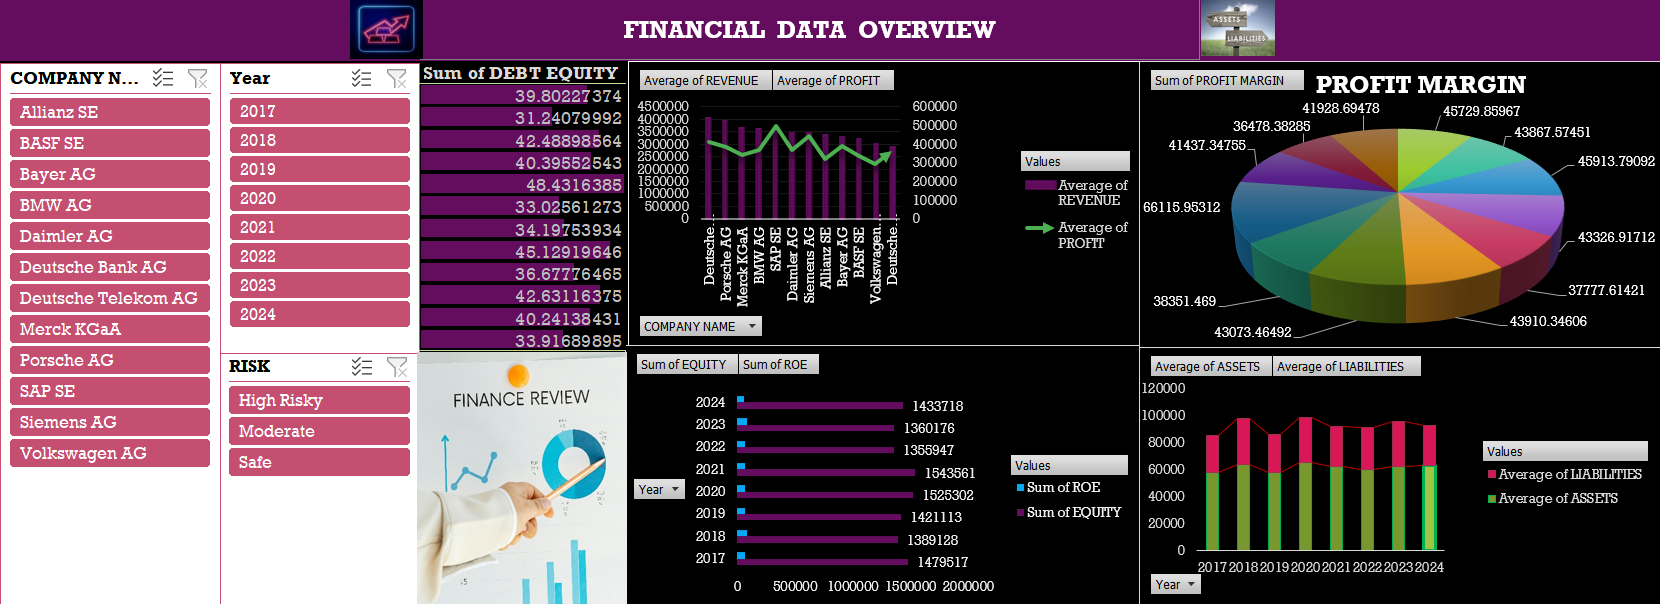 FINANCIAL DATA OVERVIEW
ASSETS
LIABILITIES
COMPANY N...
Allianz SE
BASF SE
Bayer AG
BMW AG
Daimler AG
Deutsche Bank AG
Deutsche Telekom AG
Merck KGaA
Porsche AG
SAP SE
Siemens AG
Volkswagen AG
Year
2017
2018
2019
2020
2021
2022
2023
2024
RISK
High Risky
Moderate
Safe
Sum of DEBT EQUITY
39.80227374
31.24079992
42.48898564
40.39552543
48.4316385
33.02561273
34.19753934
45.12919646
36.67776465
42.63116375
40.24138431
33.91689895
FINANCE REVIEW
Average of REVENUE Average of PROFIT
4500000
4000000
3500000
3000000
2500000
2000000
1500000
1000000
500000
0
600000
500000
400000
300000
200000
100000
0
Deutsche...
Porsche AG
Merck KGaA
BMW AG
SAP SE
Daimler AG
Siemens AG
Allianz SE
Bayer AG
BASF SE
Volkswagen...
Deutsche...
Values
Average of
REVENUE
Average of
PROFIT
COMPANY NAME
Sum of PROFIT MARGIN
PROFIT MARGIN
45729.85967
43867.57451
45913.79092
43326.91712
37777.61421
43910.34606
43073.46492
38351.469
66115.95312
41437.34755
36478.38285
41928.69478
Sum of EQUITY Sum of ROE
Year
2024 1433718
2023 1360176
2022 1355947
2021 1543561
2020 1525302
2019 1421113
2018 1389128
2017 1479517
0 500000 1000000 1500000 2000000
Values
Sum of ROE
Sum of EQUITY
Average of ASSETS Average of LIABILITIES
120000
100000
80000
60000
40000
20000
0
2017 2018 2019 2020 2021 2022 2023 2024
Values
Average of LIABILITIES
Average of ASSETS
Year